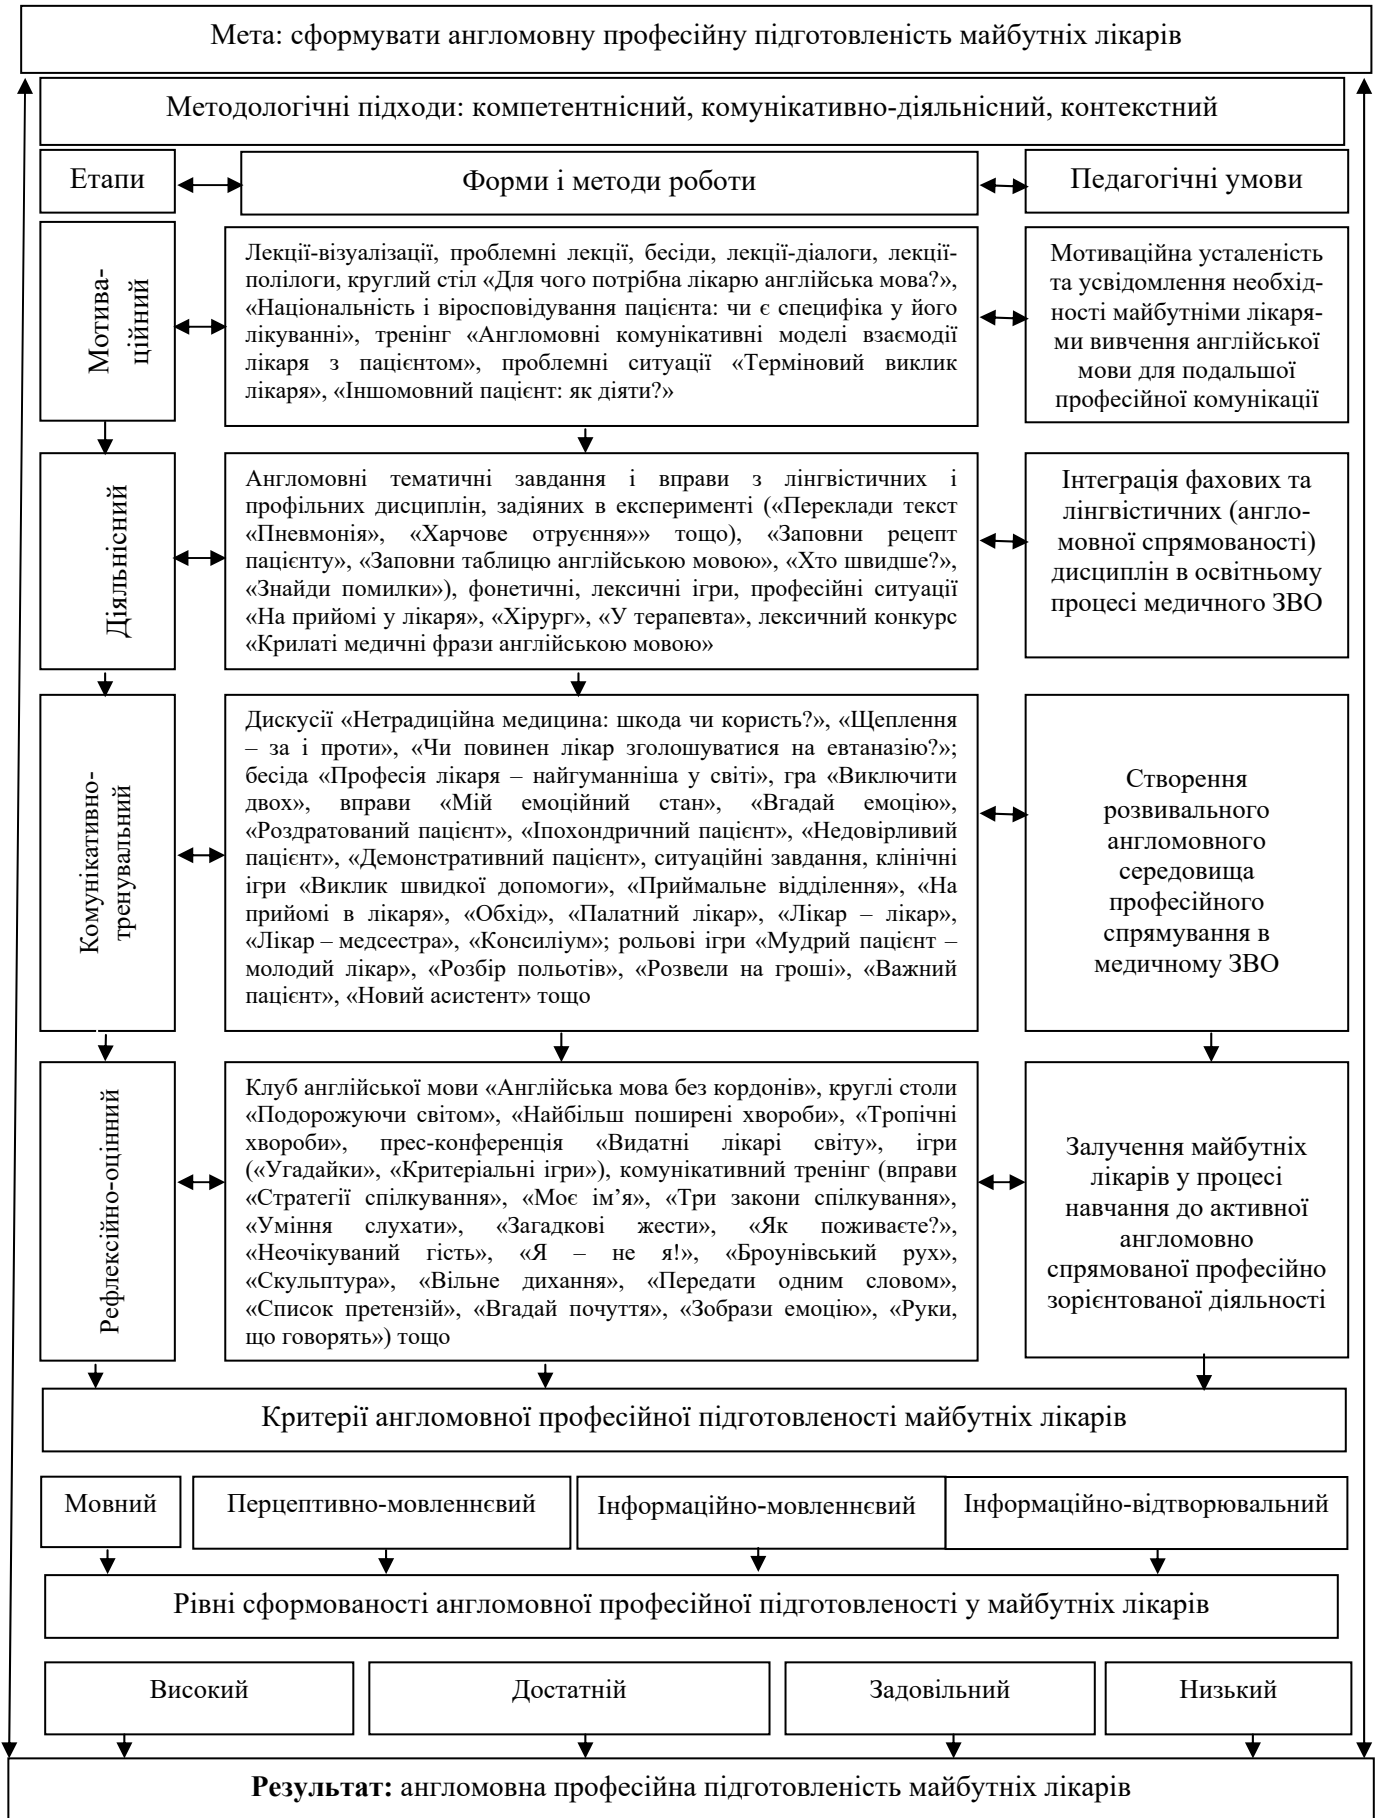 Мета: сформувати англомовну професійну підготовленість майбутніх лікарів
Методологічні підходи: компетентнісний, комунікативно-діяльнісний, контекстний
Етапи
Форми і методи роботи
Педагогічні умови
Мотива-
ційний
Лекції-візуалізації, проблемні лекції, бесіди, лекції-діалоги, лекції-
полілоги, круглий стіл «Для чого потрібна лікарю англійська мова?»,
«Національність і віросповідування пацієнта: чи є специфіка у його
лікуванні», тренінг «Англомовні комунікативні моделі взаємодії
лікаря з пацієнтом», проблемні ситуації «Терміновий виклик
лікаря», «Іншомовний пацієнт: як діяти?»
Мотиваційна усталеність
та усвідомлення необхід-
ності майбутніми лікаря-
ми вивчення англійської
мови для подальшої
професійної комунікації
Діяльнісний
Англомовні тематичні завдання і вправи з лінгвістичних і
профільних дисциплін, задіяних в експерименті («Переклади текст
«Пневмонія», «Харчове отруєння»» тощо), «Заповни рецепт
пацієнту», «Заповни таблицю англійською мовою», «Хто швидше?»,
«Знайди помилки»), фонетичні, лексичні ігри, професійні ситуації
«На прийомі у лікаря», «Хірург», «У терапевта», лексичний конкурс
«Крилаті медичні фрази англійською мовою»
Інтеграція фахових та
лінгвістичних (англо-
мовної спрямованості)
дисциплін в освітньому
процесі медичного ЗВО
Комунікативно-
тренувальний
Дискусії «Нетрадиційна медицина: шкода чи користь?», «Щеплення
– за і проти», «Чи повинен лікар зголошуватися на евтаназію?»;
бесіда «Професія лікаря – найгуманніша у світі», гра «Виключити
двох», вправи «Мій емоційний стан», «Вгадай емоцію»,
«Роздратований пацієнт», «Іпохондричний пацієнт», «Недовірливий
пацієнт», «Демонстративний пацієнт», ситуаційні завдання, клінічні
ігри «Виклик швидкої допомоги», «Приймальне відділення», «На
прийомі в лікаря», «Обхід», «Палатний лікар», «Лікар – лікар»,
«Лікар – медсестра», «Консиліум»; рольові ігри «Мудрий пацієнт –
молодий лікар», «Розбір польотів», «Розвели на гроші», «Важний
пацієнт», «Новий асистент» тощо
Створення
розвивального
англомовного
середовища
професійного
спрямування в
медичному ЗВО
Рефлексійно-оцінний
Клуб англійської мови «Англійська мова без кордонів», круглі столи
«Подорожуючи світом», «Найбільш поширені хвороби», «Тропічні
хвороби», прес-конференція «Видатні лікарі світу», ігри
(«Угадайки», «Критеріальні ігри»), комунікативний тренінг (вправи
«Стратегії спілкування», «Моє ім’я», «Три закони спілкування»,
«Уміння слухати», «Загадкові жести», «Як поживаєте?»,
«Неочікуваний гість», «Я – не я!», «Броунівський рух»,
«Скульптура», «Вільне дихання», «Передати одним словом»,
«Список претензій», «Вгадай почуття», «Зобрази емоцію», «Руки,
що говорять») тощо
Залучення майбутніх
лікарів у процесі
навчання до активної
англомовно
спрямованої професійно
зорієнтованої діяльності
Критерії англомовної професійної підготовленості майбутніх лікарів
Мовний
Перцептивно-мовленнєвий
Інформаційно-мовленнєвий
Інформаційно-відтворювальний
Рівні сформованості англомовної професійної підготовленості у майбутніх лікарів
Високий
Достатній
Задовільний
Низький
Результат: англомовна професійна підготовленість майбутніх лікарів